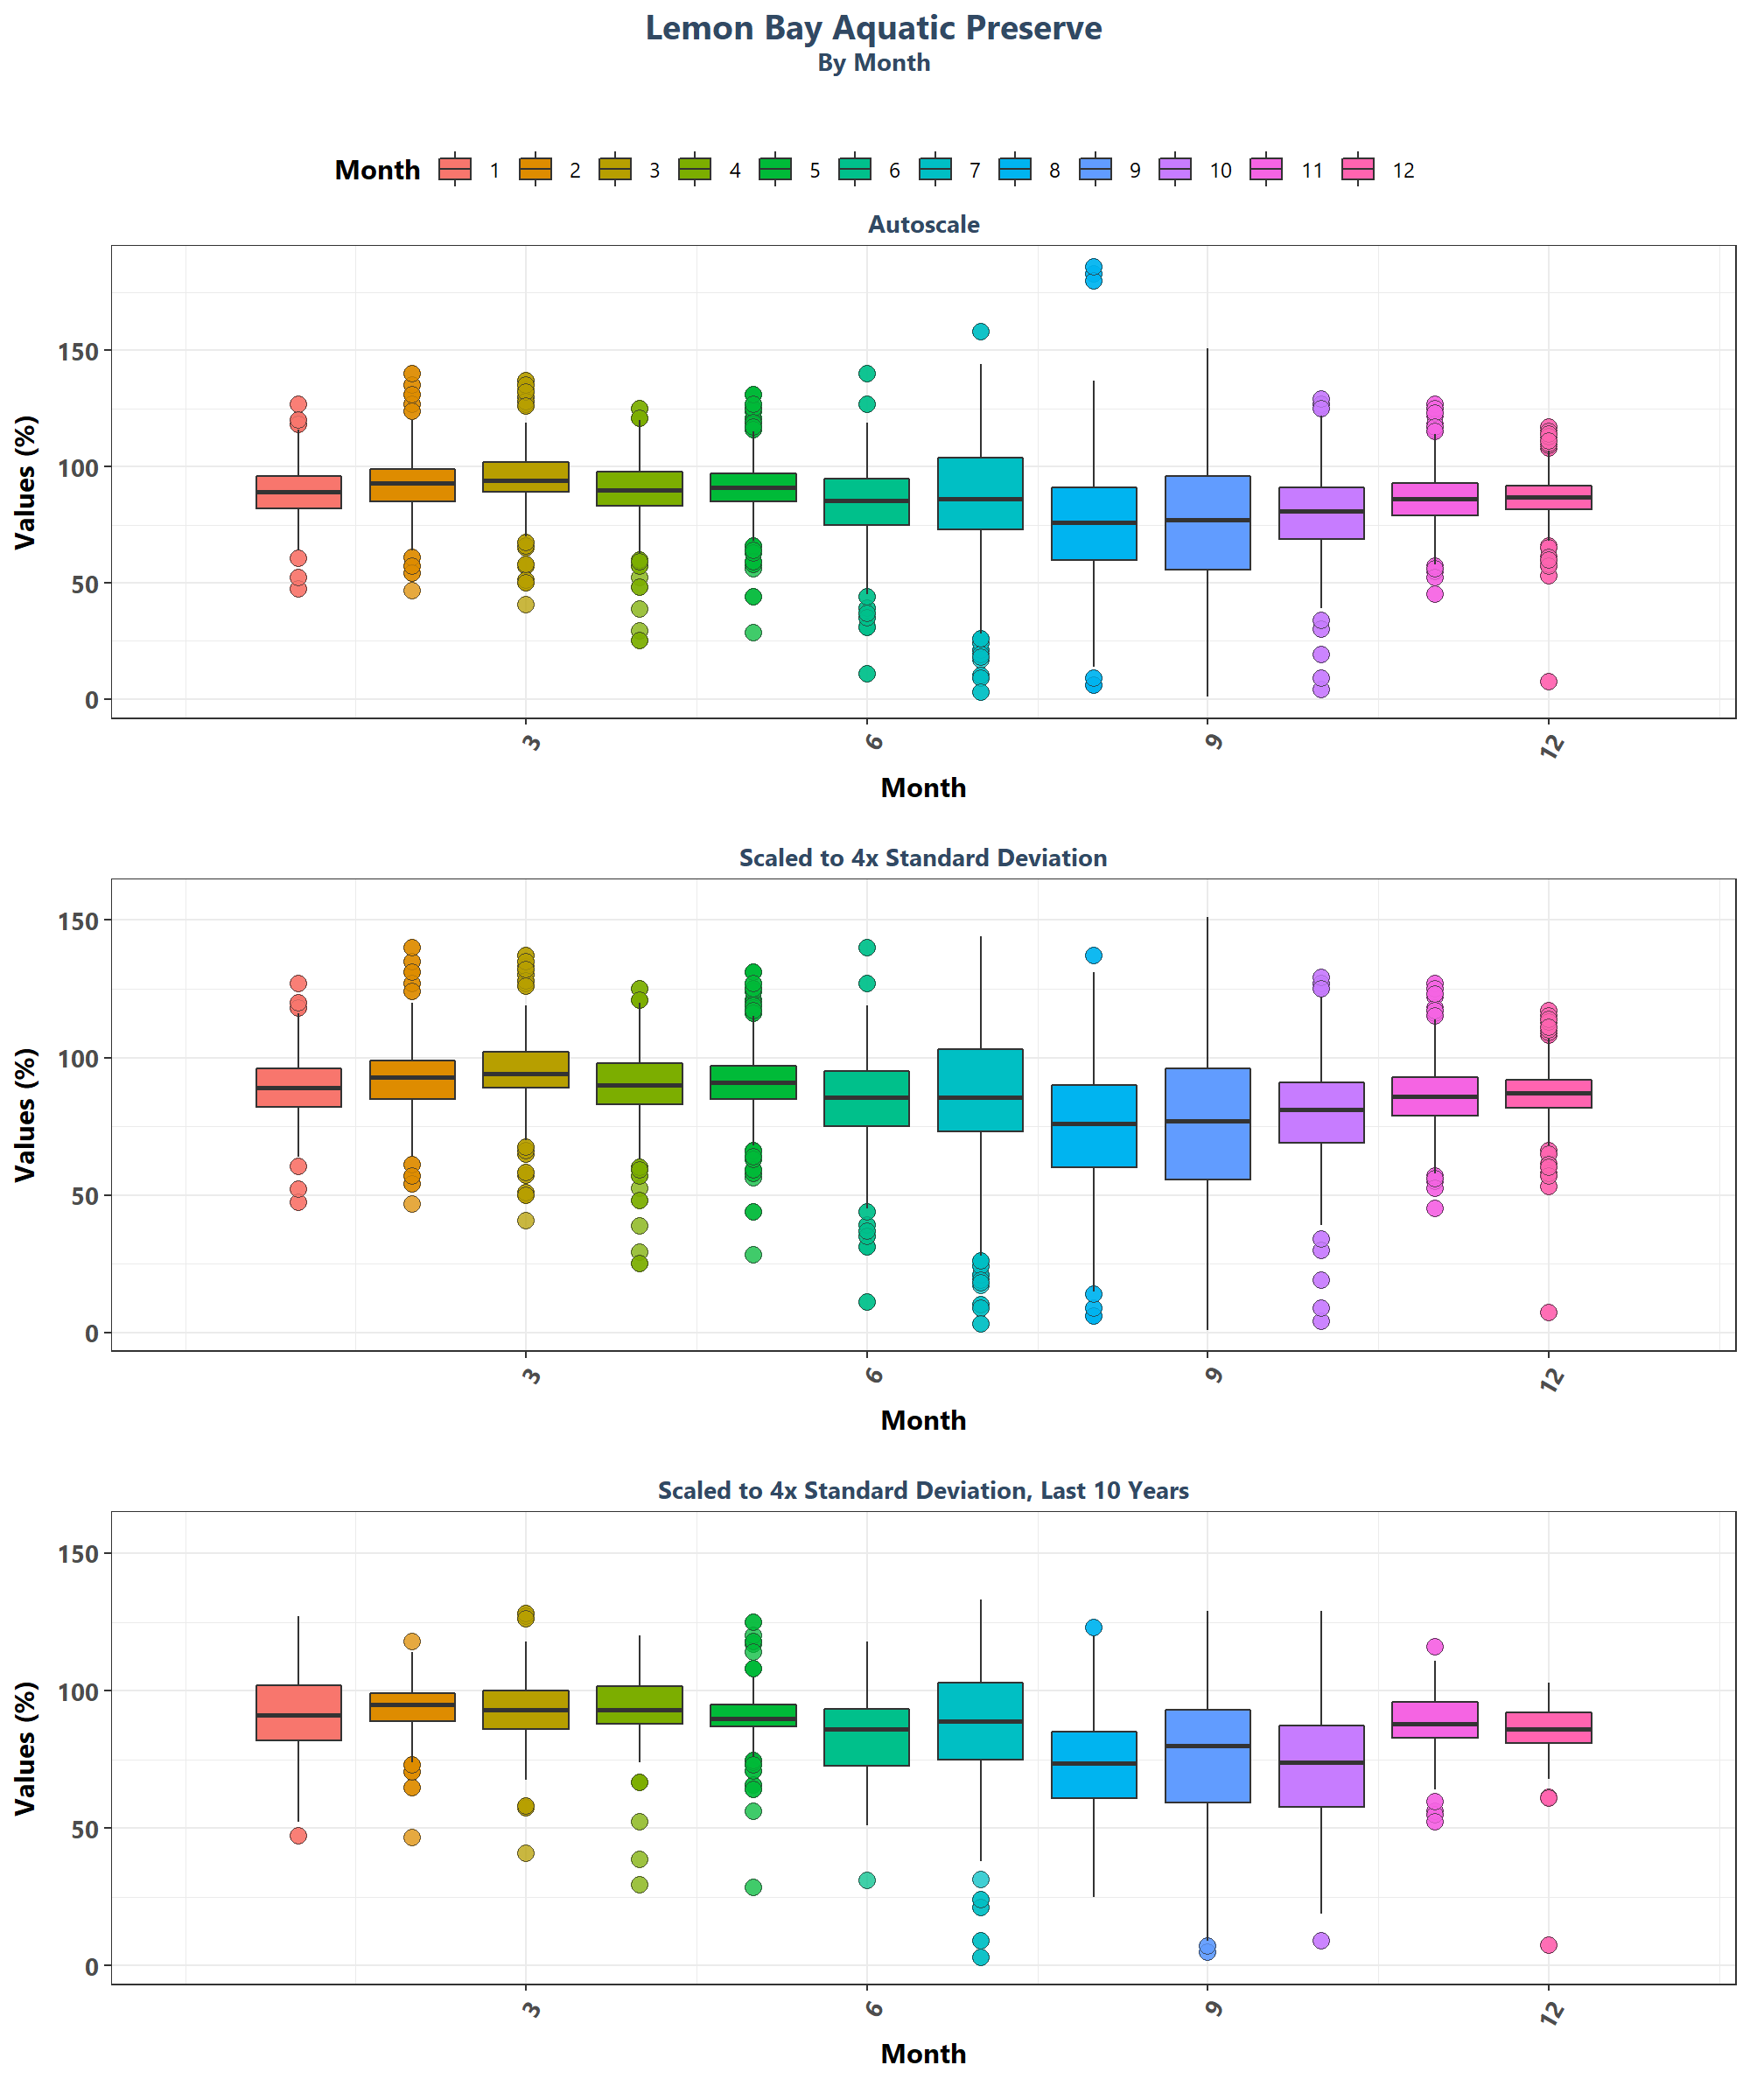 Lemon Bay Aquatic Preserve
By Month
Month 1 2 3 4 5 6 7 8 9 10 11 12
Autoscale
Values (%)
150
100
50
0
3 6 9 12
Month
Scaled to 4x Standard Deviation
Values (%)
150
100
50
0
3 6 9 12
Month
Scaled to 4x Standard Deviation, Last 10 Years
Values (%)
150
100
50
0
3 6 9 12
Month